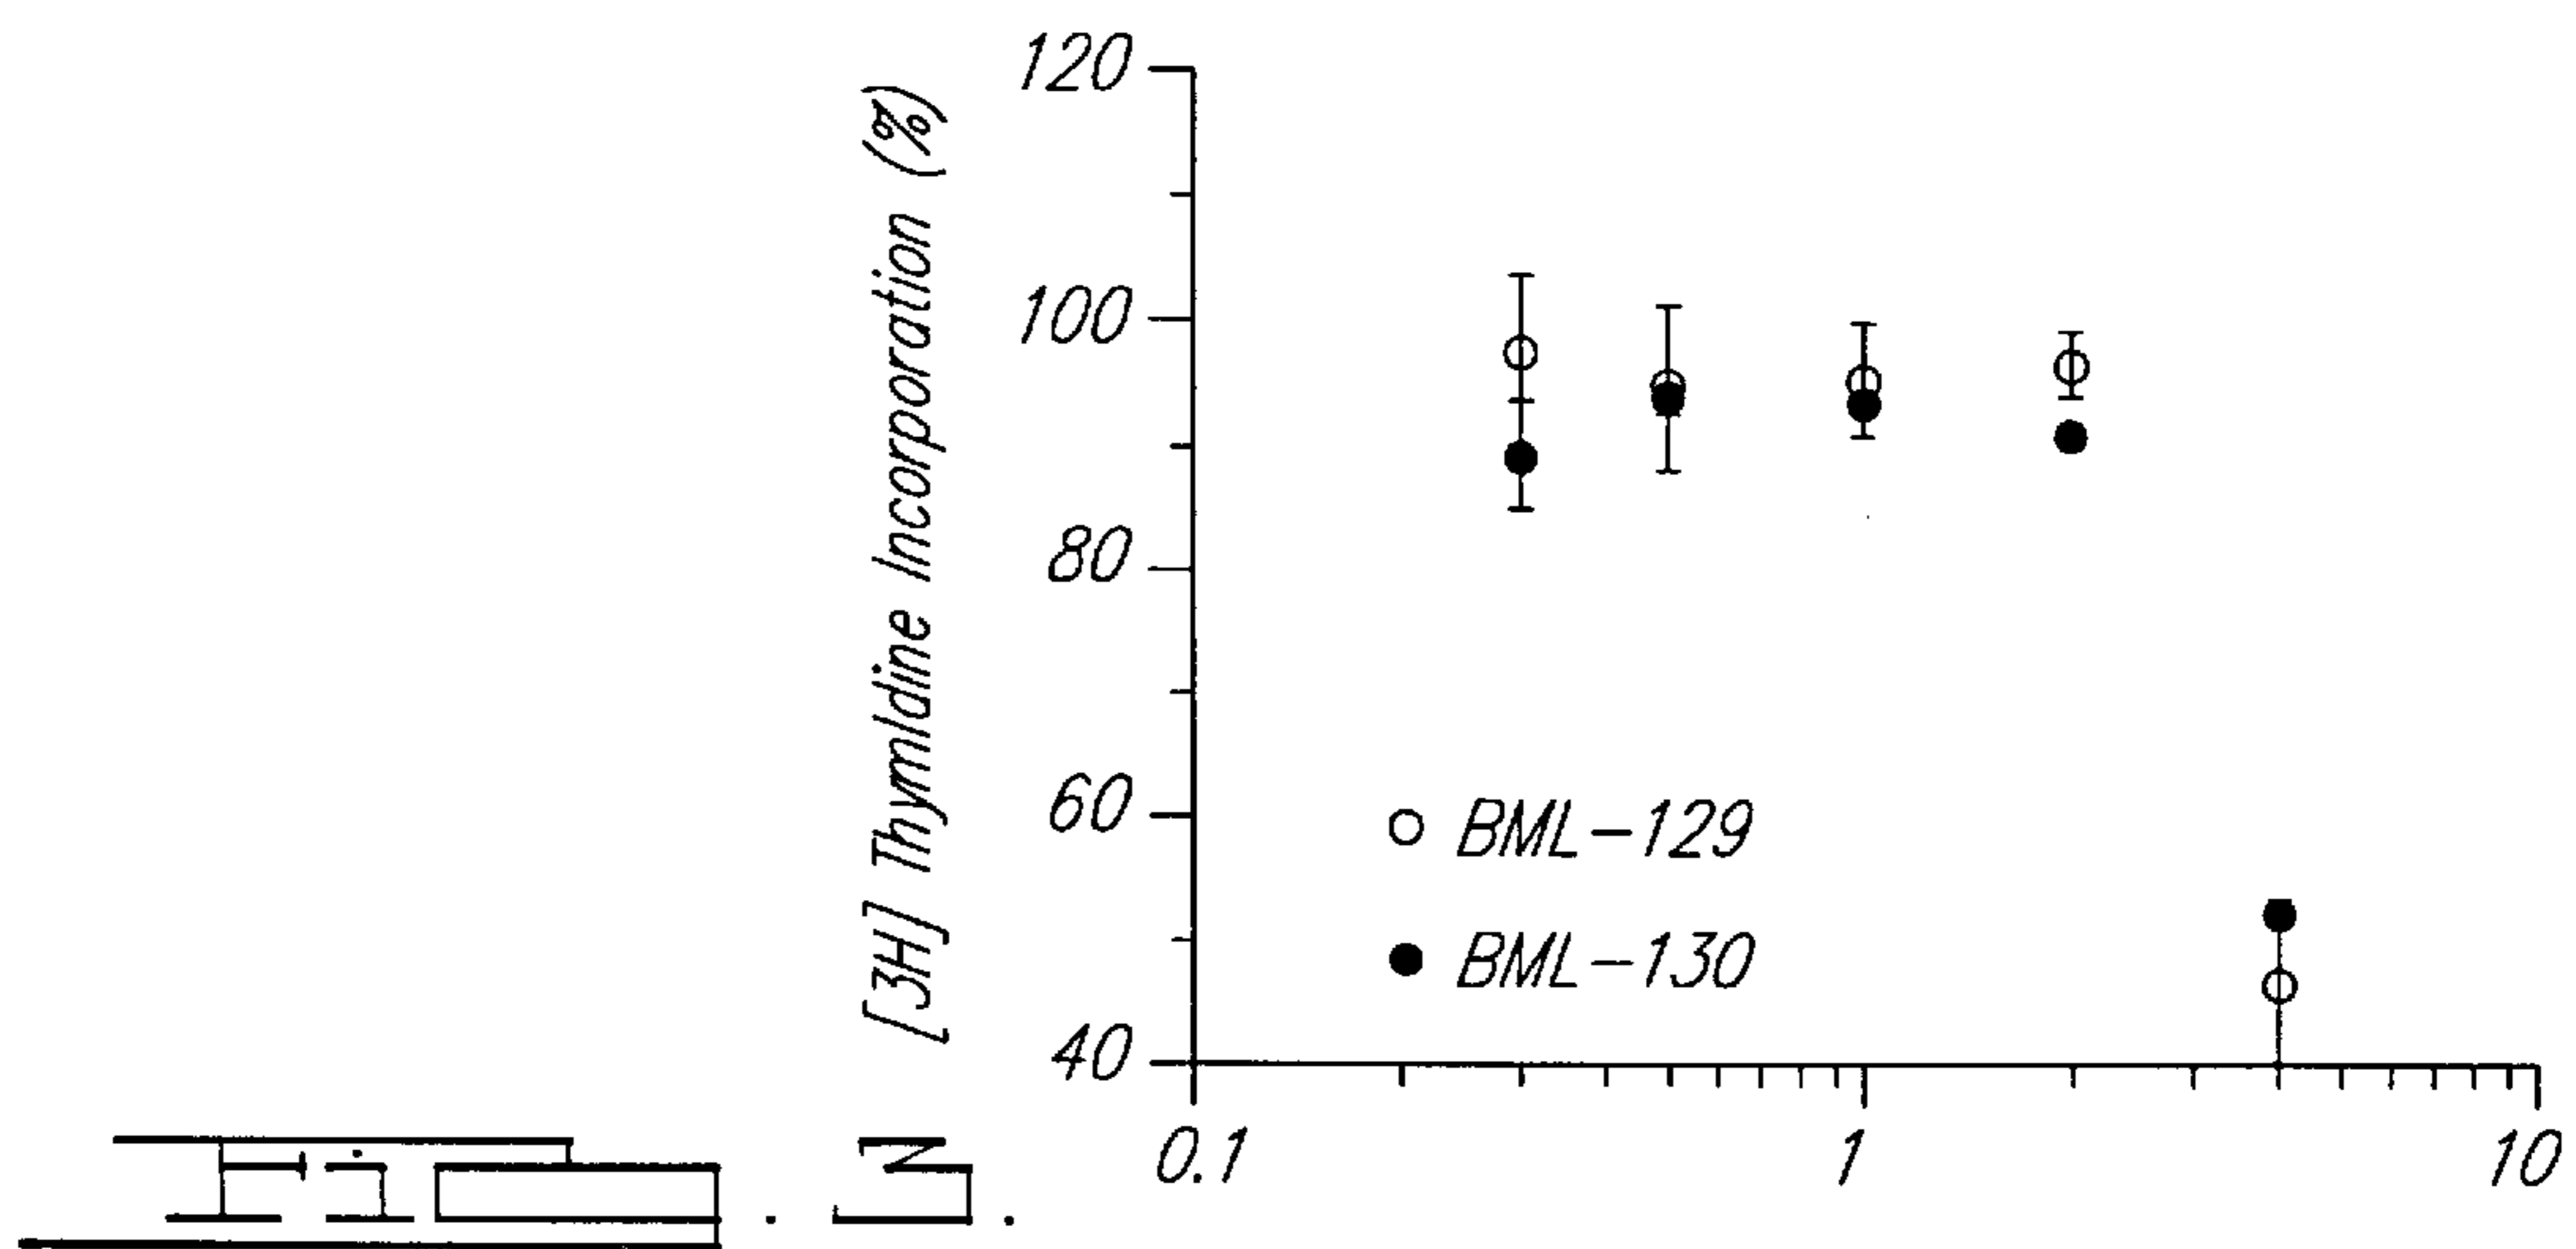 120
100
80
60
40
[3H] Thymidine Incorporation (%)
○ BML-129
● BML-130
0.1 1 10